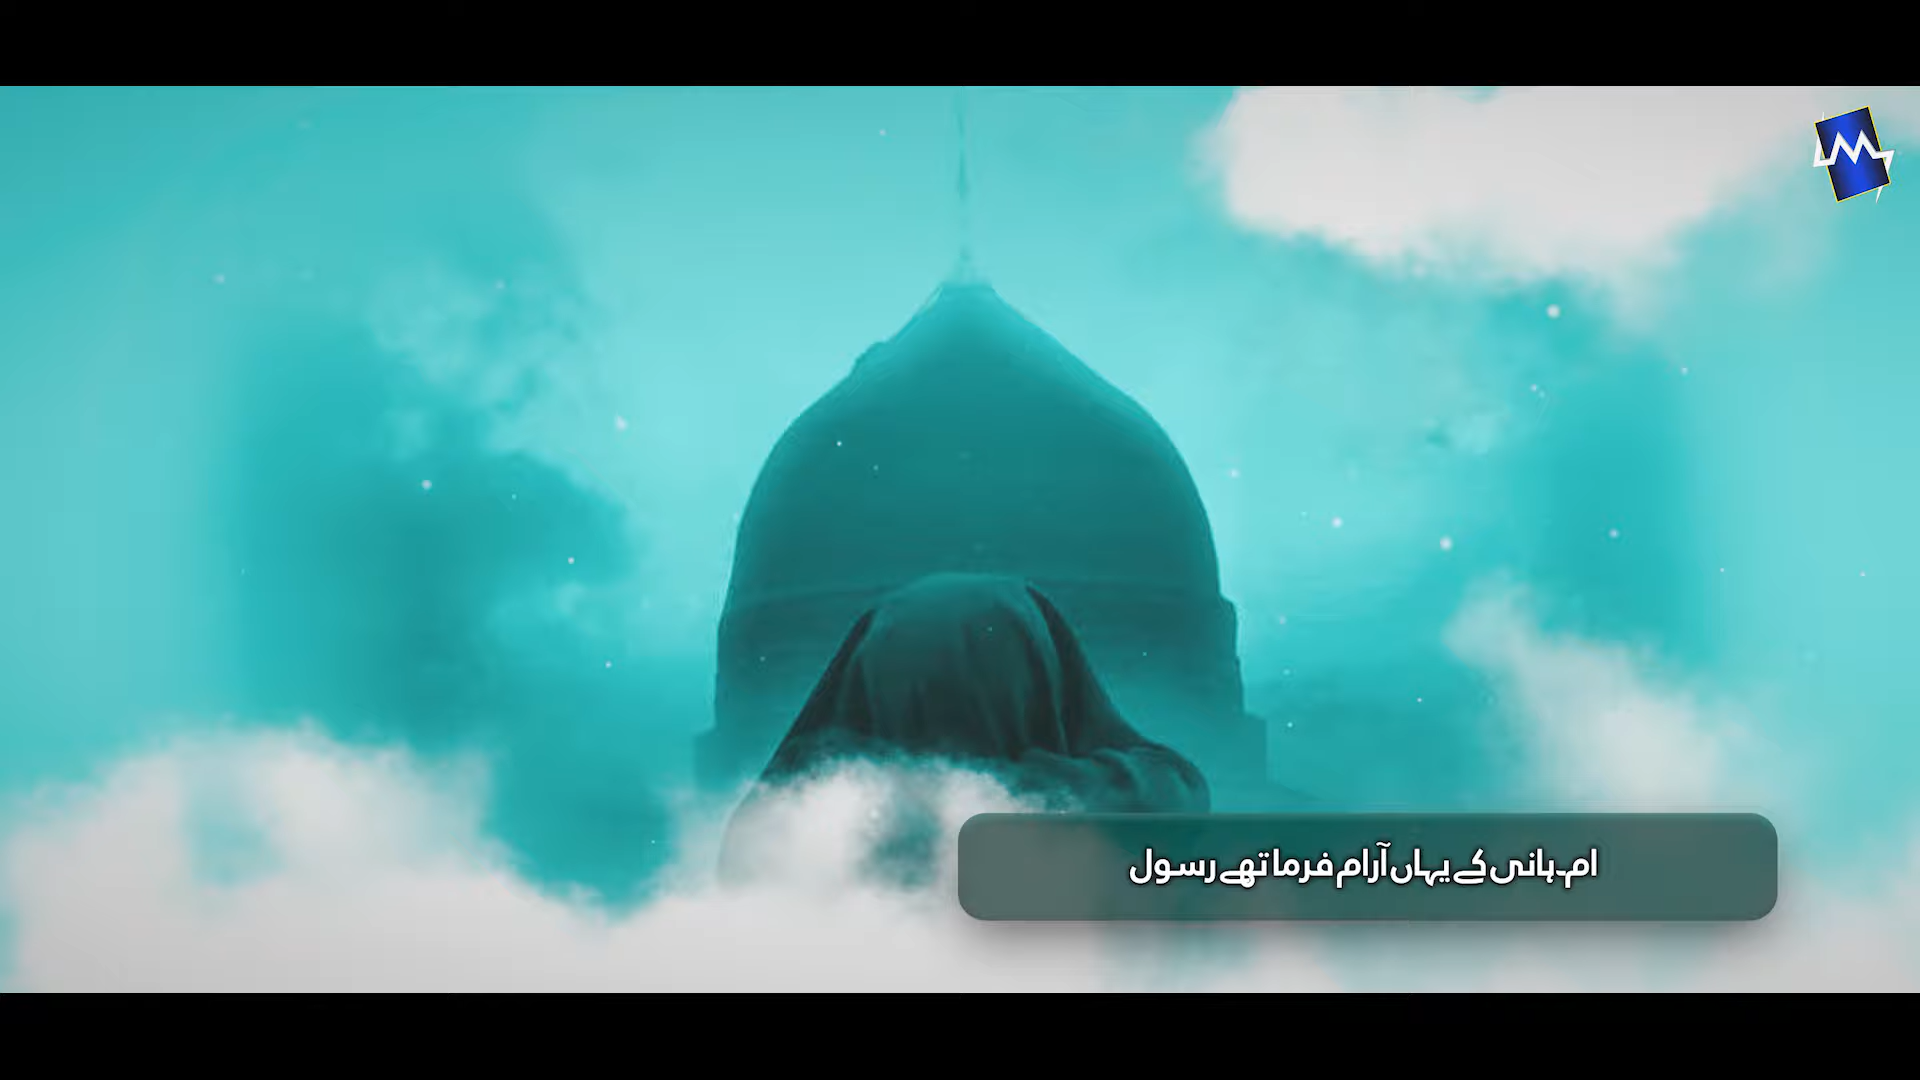 ام ہانی کے یہاں آرام فرما تھے رسول